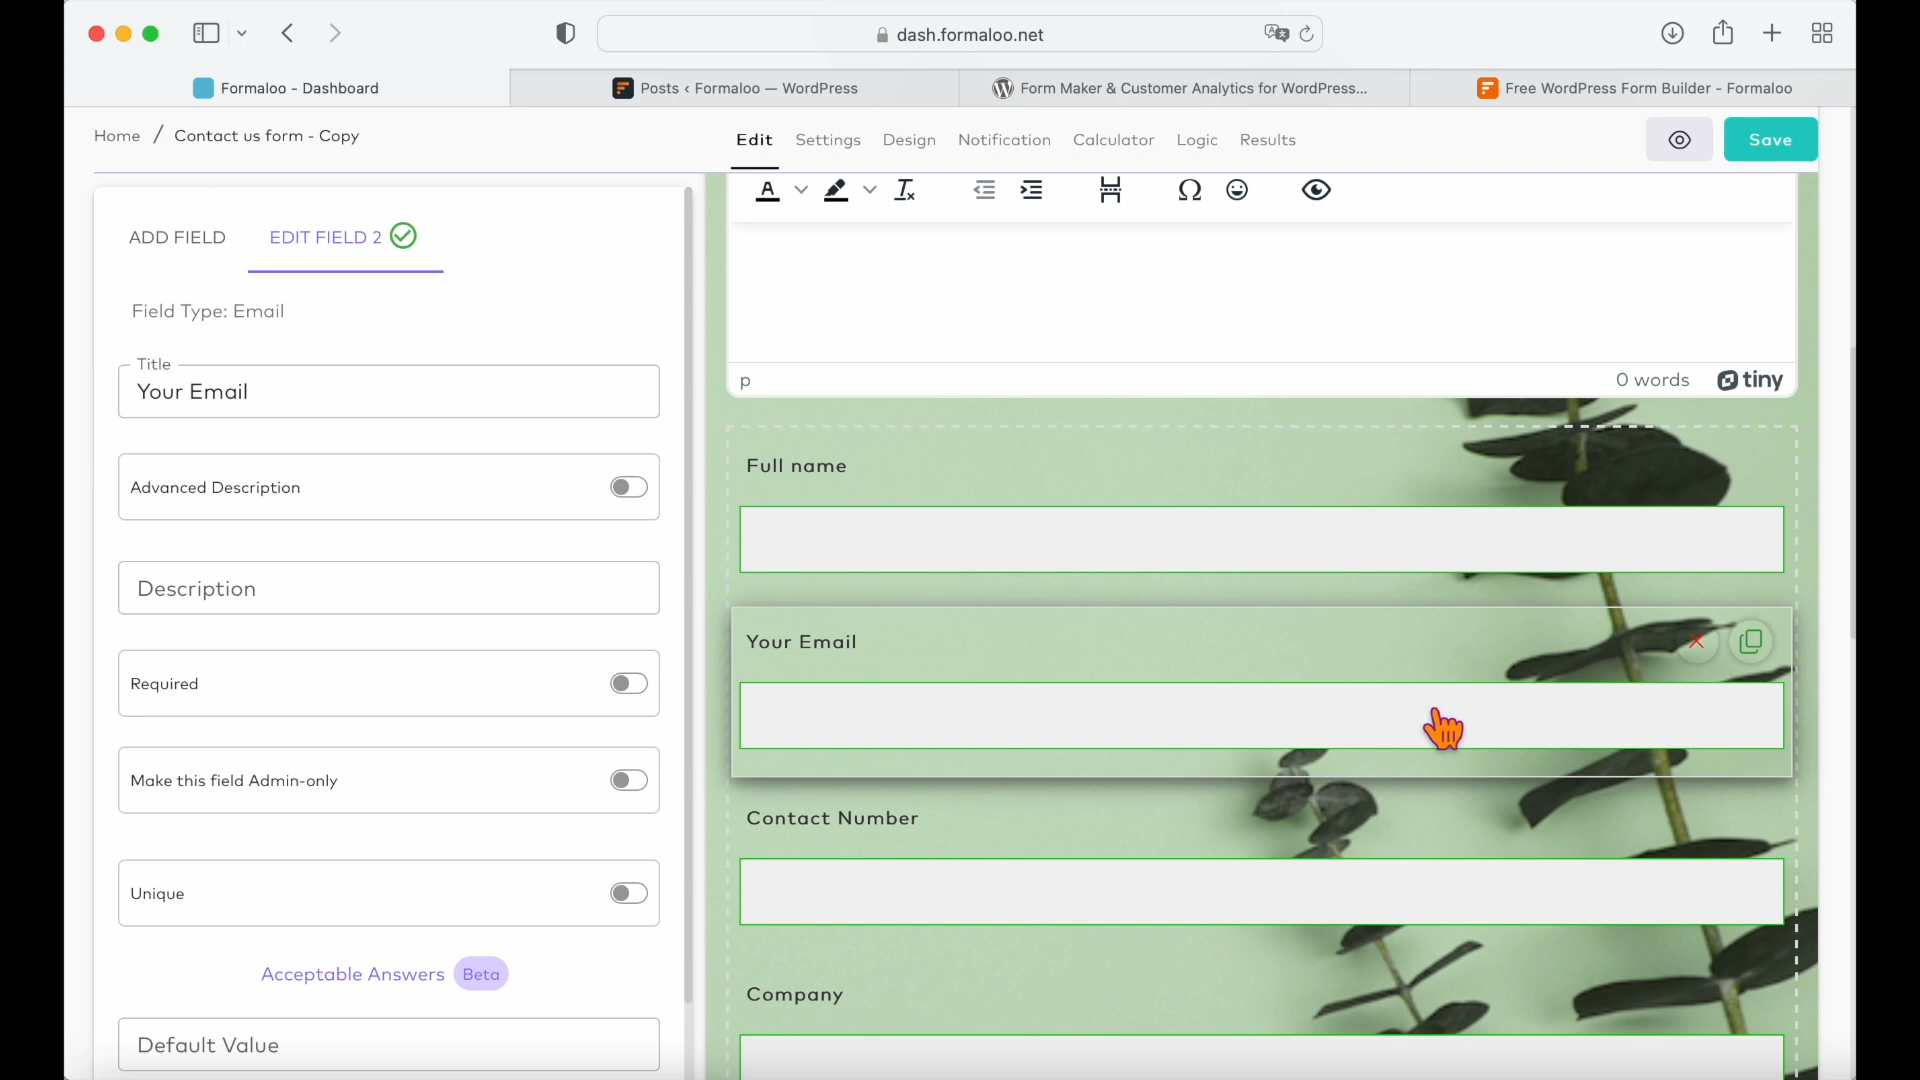 dash.formaloo.net
Formaloo - Dashboard
Posts ‹ Formaloo — WordPress
Form Maker & Customer Analytics for WordPress...
Free WordPress Form Builder - Formaloo
Home / Contact us form - Copy
Edit
Settings
Design
Notification
Calculator
Logic
Results
Save
ADD FIELD
EDIT FIELD 2
Field Type: Email
Title
Your Email
Advanced Description
Description
Required
Make this field Admin-only
Unique
Acceptable Answers Beta
Default Value
p
0 words
tiny
Full name
Your Email
Contact Number
Company